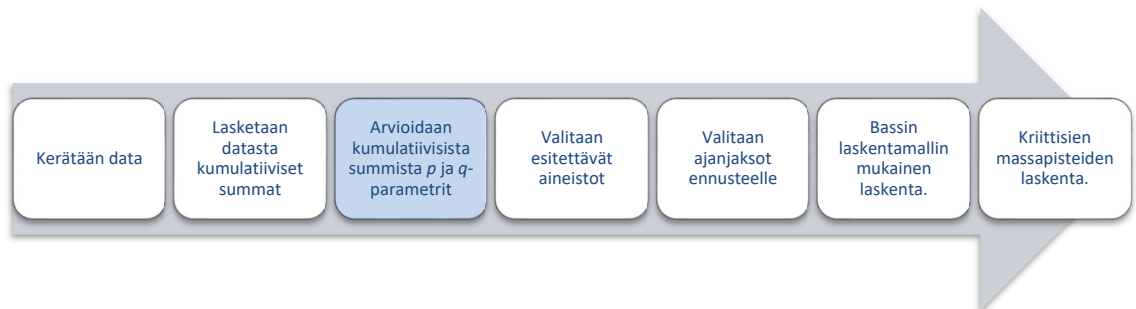 Kerätään data
Lasketaan
datasta
kumulatiiviset
summat
Arvioidaan
kumulatiivisista
summista p ja q-
parametrit
Valitaan
esitettävät
aineistot
Valitaan
ajanjaksot
ennusteelle
Bassin
laskentamallin
mukainen
laskenta.
Kriittisien
massapisteiden
laskenta.